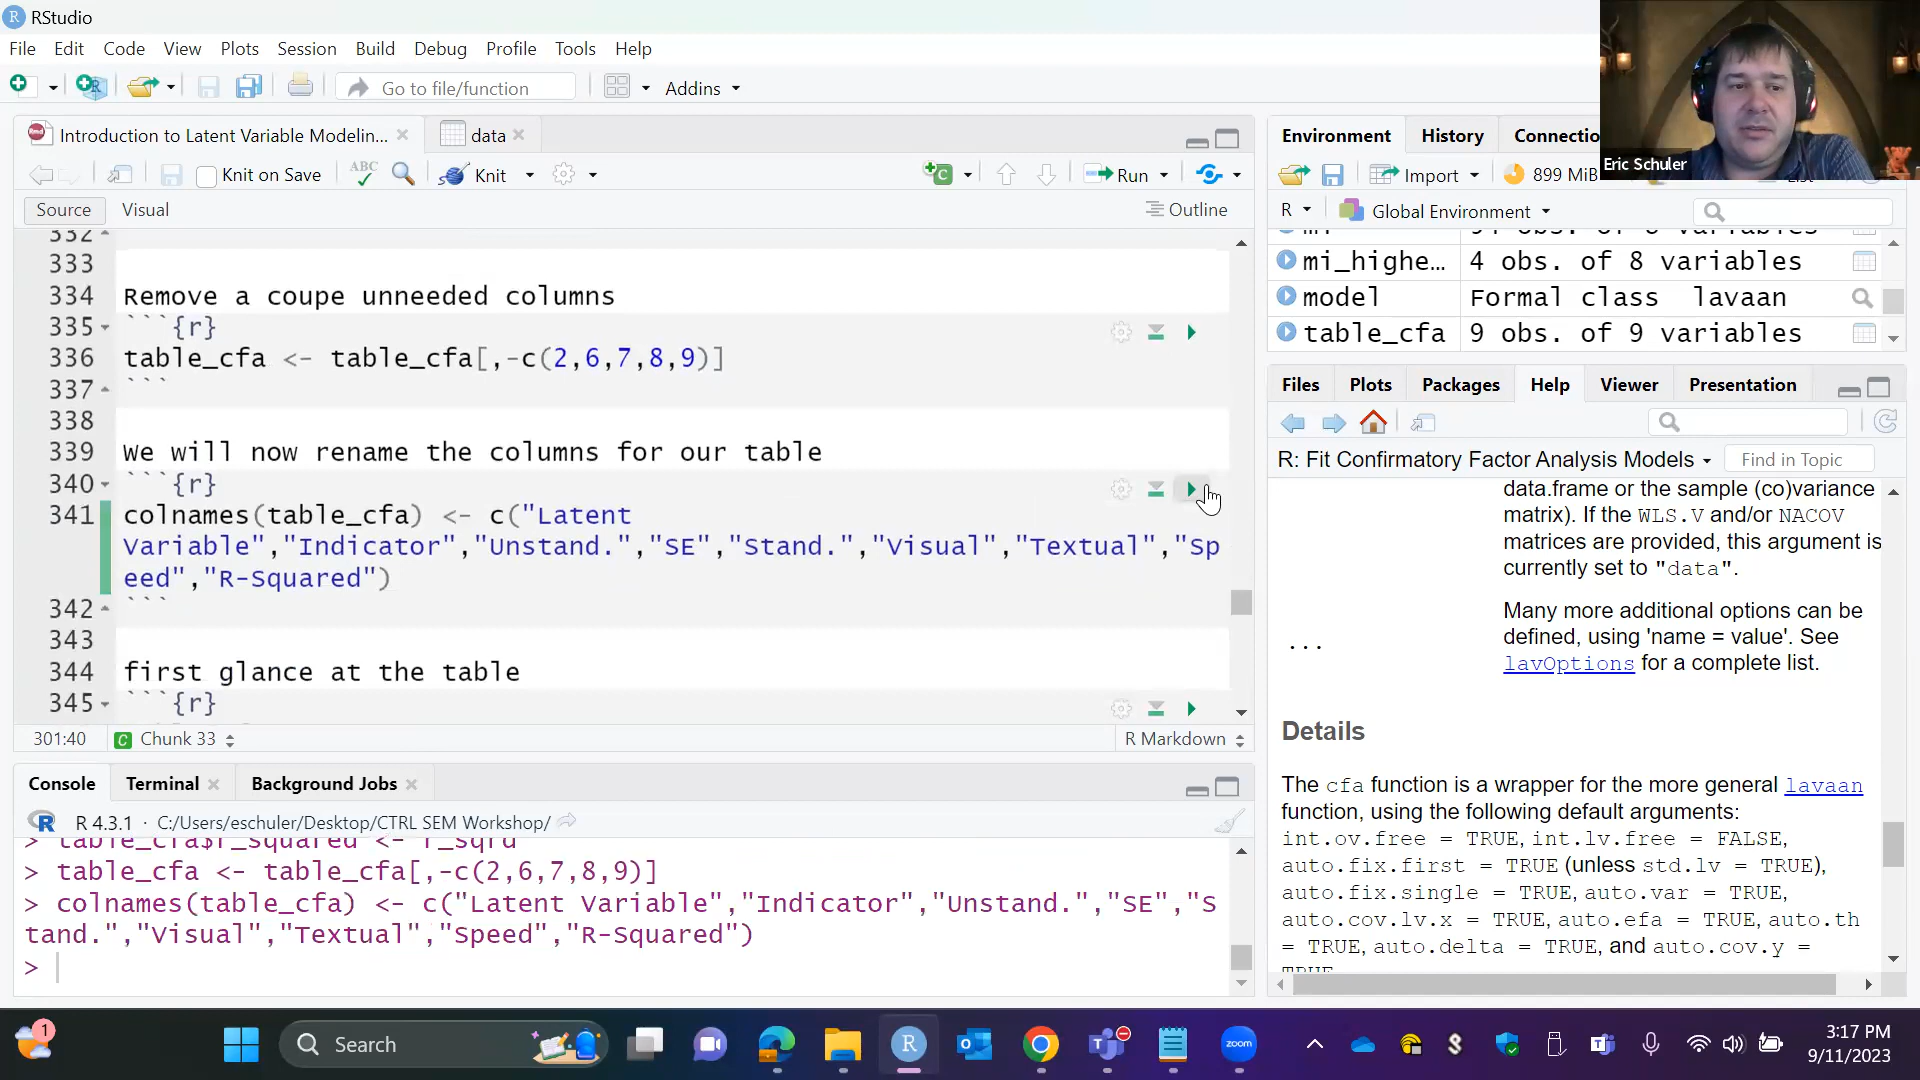 RStudio
File Edit Code View Plots Session Build Debug Profile Tools Help
Go to file/function Addins
Introduction to Latent Variable Modelin... data
Knit on Save ABC Knit Run
Source Visual Outline
332
333
334 Remove a coupe unneeded columns
335 ```{r}
336 table_cfa <- table_cfa[,-c(2,6,7,8,9)]
337 ```
338
339 We will now rename the columns for our table
340 ```{r}
341 colnames(table_cfa) <- c("Latent
Variable","Indicator","Unstand.","SE","Stand.","Visual","Textual","Sp
eed","R-Squared")
342 ```
343
344 first glance at the table
345 ```{r}
301:40 Chunk 33 R Markdown
Console Terminal Background Jobs
R 4.3.1 · C:/Users/eschuler/Desktop/CTRL SEM Workshop/
> table_cfa$r_squared <- r_sqrd
> table_cfa <- table_cfa[,-c(2,6,7,8,9)]
> colnames(table_cfa) <- c("Latent Variable","Indicator","Unstand.","SE","S
tand.","Visual","Textual","Speed","R-Squared")
>
Environment History Connectio
Import 899 MiB
R Global Environment
mi_highe... 4 obs. of 8 variables
model Formal class lavaan
table_cfa 9 obs. of 9 variables
Files Plots Packages Help Viewer Presentation
R: Fit Confirmatory Factor Analysis Models Find in Topic
data.frame or the sample (co)variance
matrix). If the WLS.V and/or NACOV
matrices are provided, this argument is
currently set to "data".
... Many more additional options can be
defined, using 'name = value'. See
lavOptions for a complete list.
Details
The cfa function is a wrapper for the more general lavaan
function, using the following default arguments:
int.ov.free = TRUE, int.lv.free = FALSE,
auto.fix.first = TRUE (unless std.lv = TRUE),
auto.fix.single = TRUE, auto.var = TRUE,
auto.cov.lv.x = TRUE, auto.efa = TRUE, auto.th
= TRUE, auto.delta = TRUE, and auto.cov.y =
TRUE
Eric Schuler
1 Search zoom
3:17 PM
9/11/2023